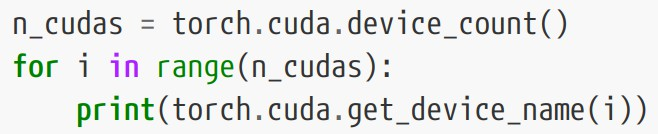 n_cudas = torch.cuda.device_count()
for i in range(n_cudas):
    print(torch.cuda.get_device_name(i))